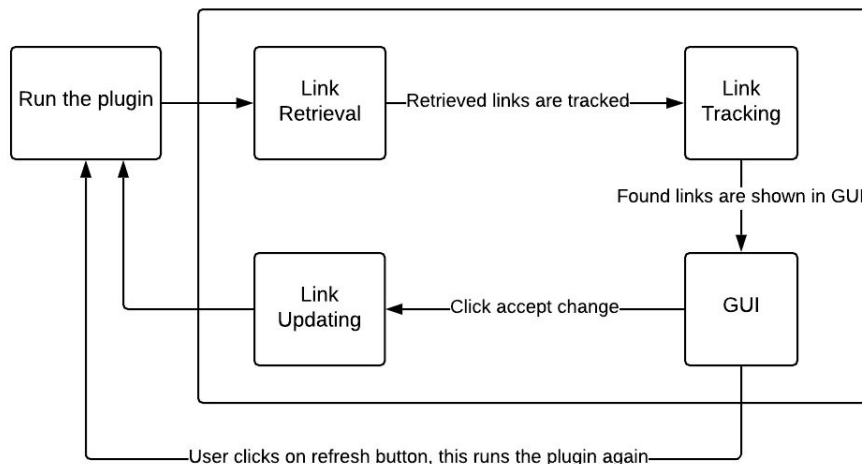 Run the plugin
Link
Retrieval
Retrieved links are tracked
Link
Tracking
Found links are shown in GUI
Link
Updating
Click accept change
GUI
User clicks on refresh button, this runs the plugin again